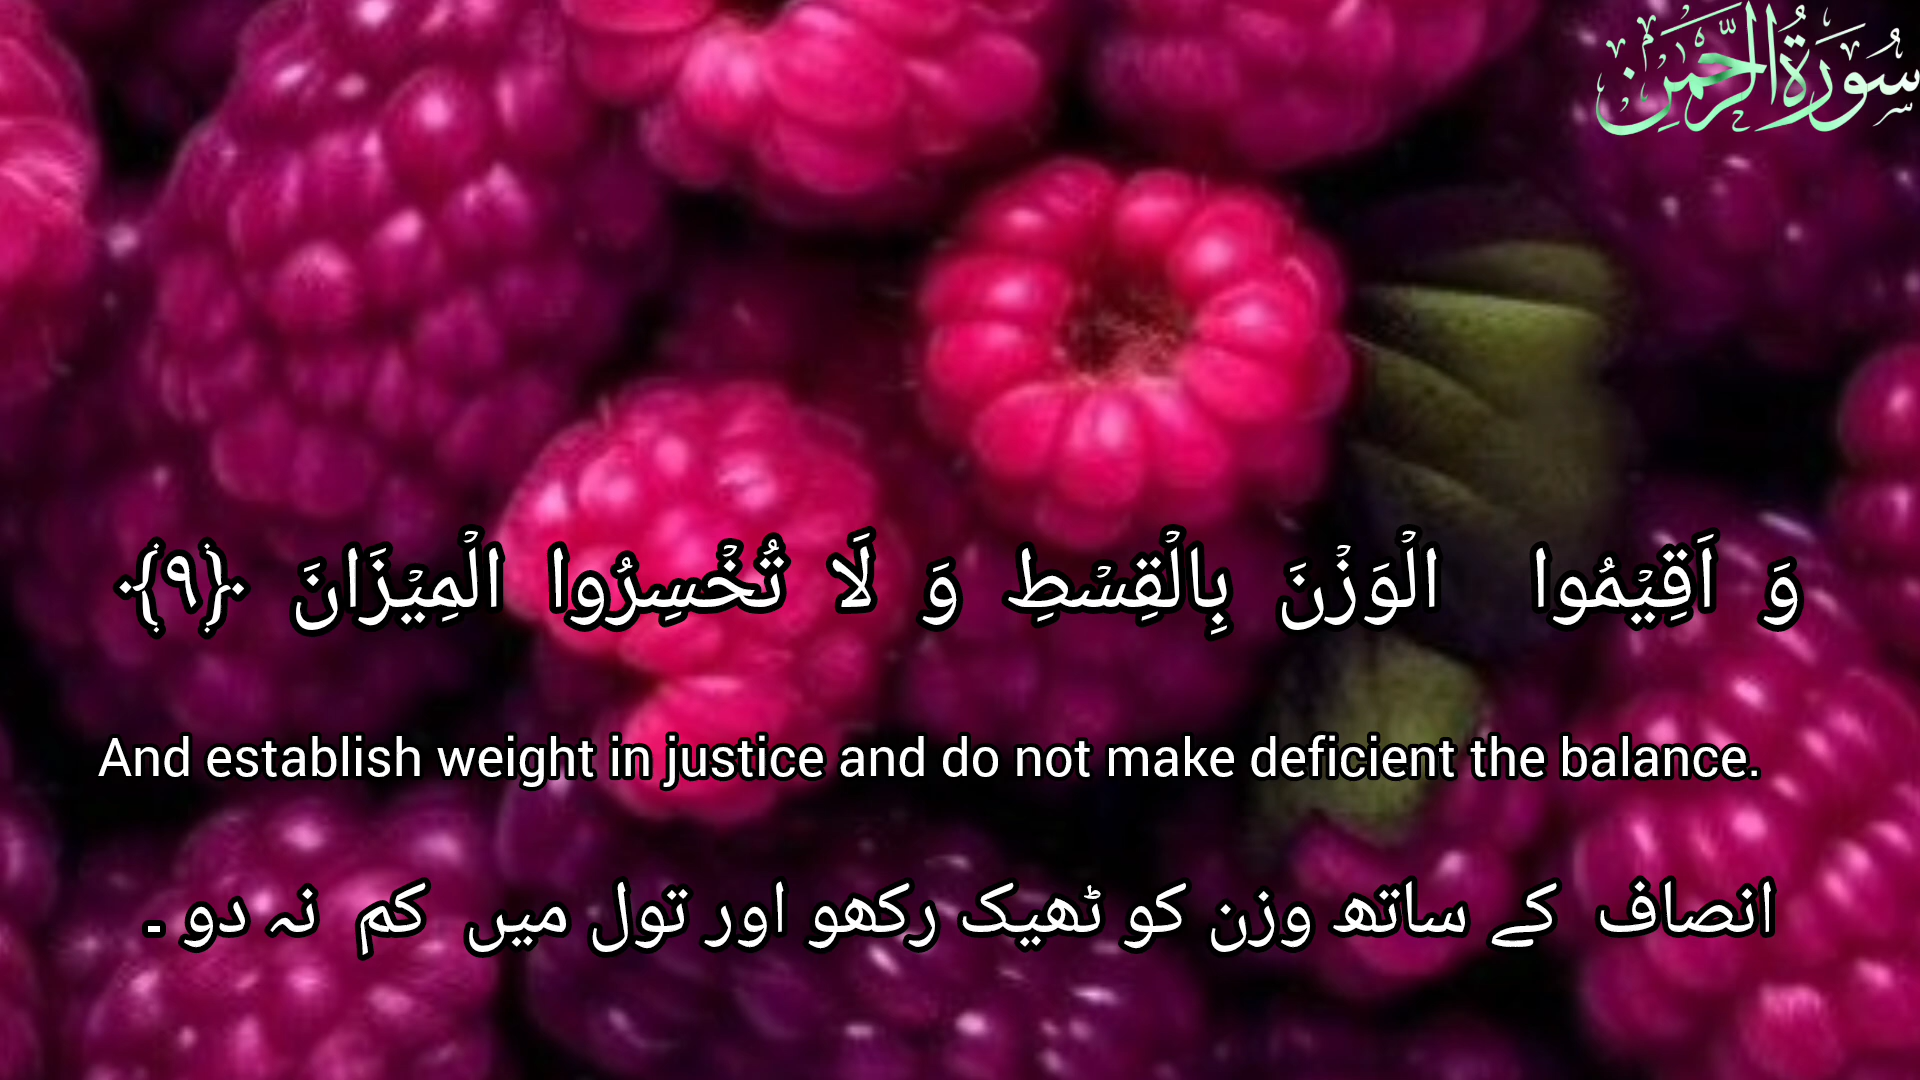 سُورَةُ الرَّحْمٰنِ
وَ اَقِيْمُوا الْوَزْنَ بِالْقِسْطِ وَ لَا تُخْسِرُوا الْمِيْزَانَ ﴿۹﴾
And establish weight in justice and do not make deficient the balance.
انصاف کے ساتھ وزن کو ٹھیک رکھو اور تول میں کم نہ دو ۔